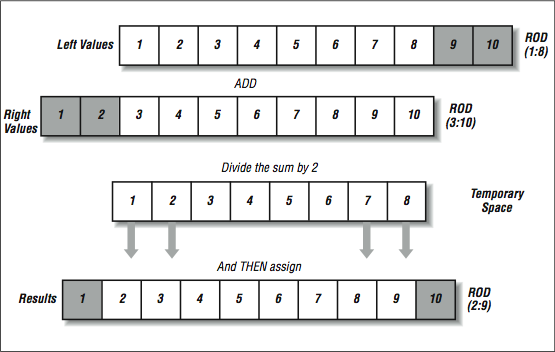 Left Values 1 2 3 4 5 6 7 8 9 10 ROD (1:8)
ADD
Right Values 1 2 3 4 5 6 7 8 9 10 ROD (3:10)
Divide the sum by 2
1 2 3 4 5 6 7 8 Temporary Space
And THEN assign
Results 1 2 3 4 5 6 7 8 9 10 ROD (2:9)